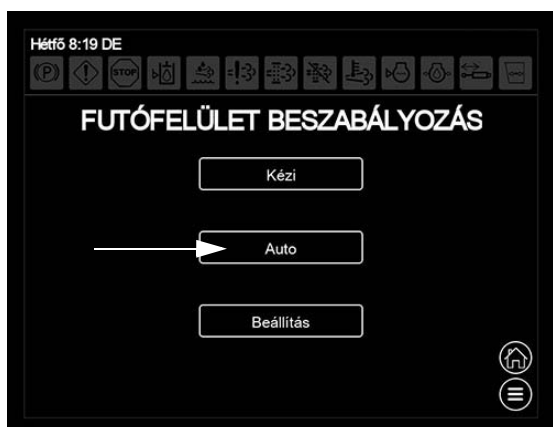 Hétfő 8:19 DE
(P) STOP
FUTÓFELÜLET BESZABÁLYOZÁS
Kézi
Auto
Beállítás